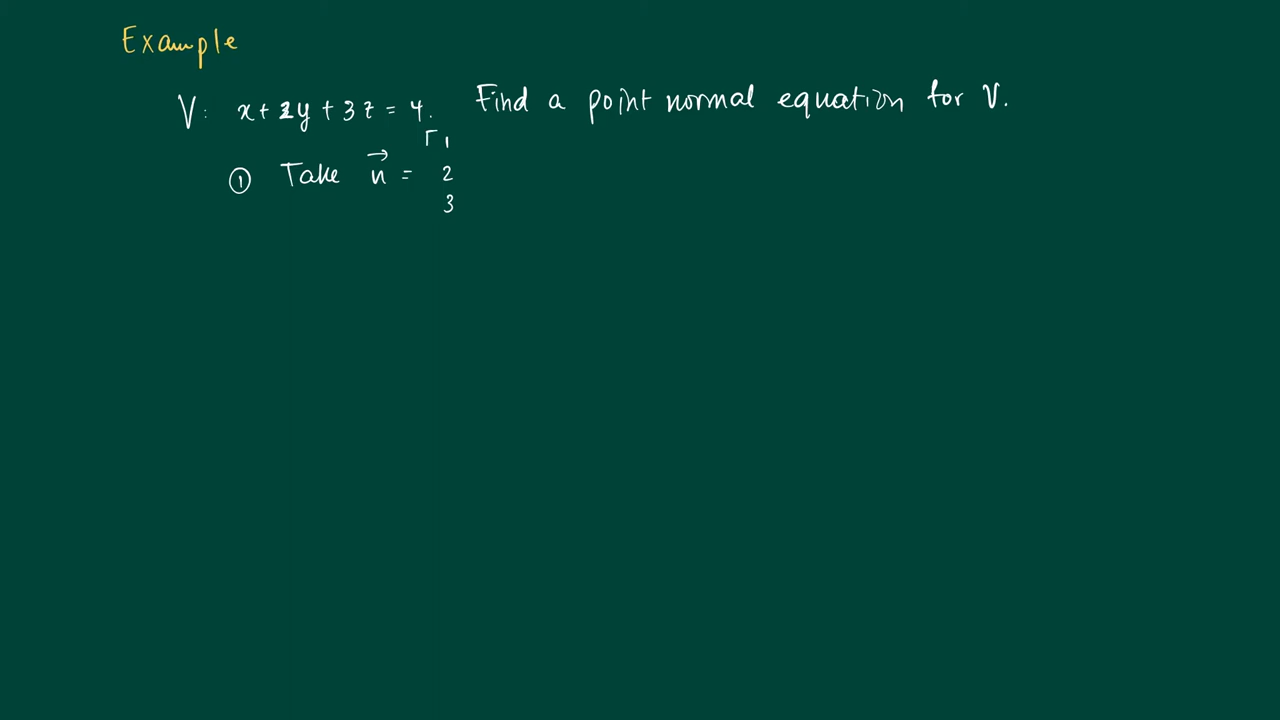 Example
V: x + 2y + 3z = 4. Find a point normal equation for V.
① Take n⃗ = [1
2
3